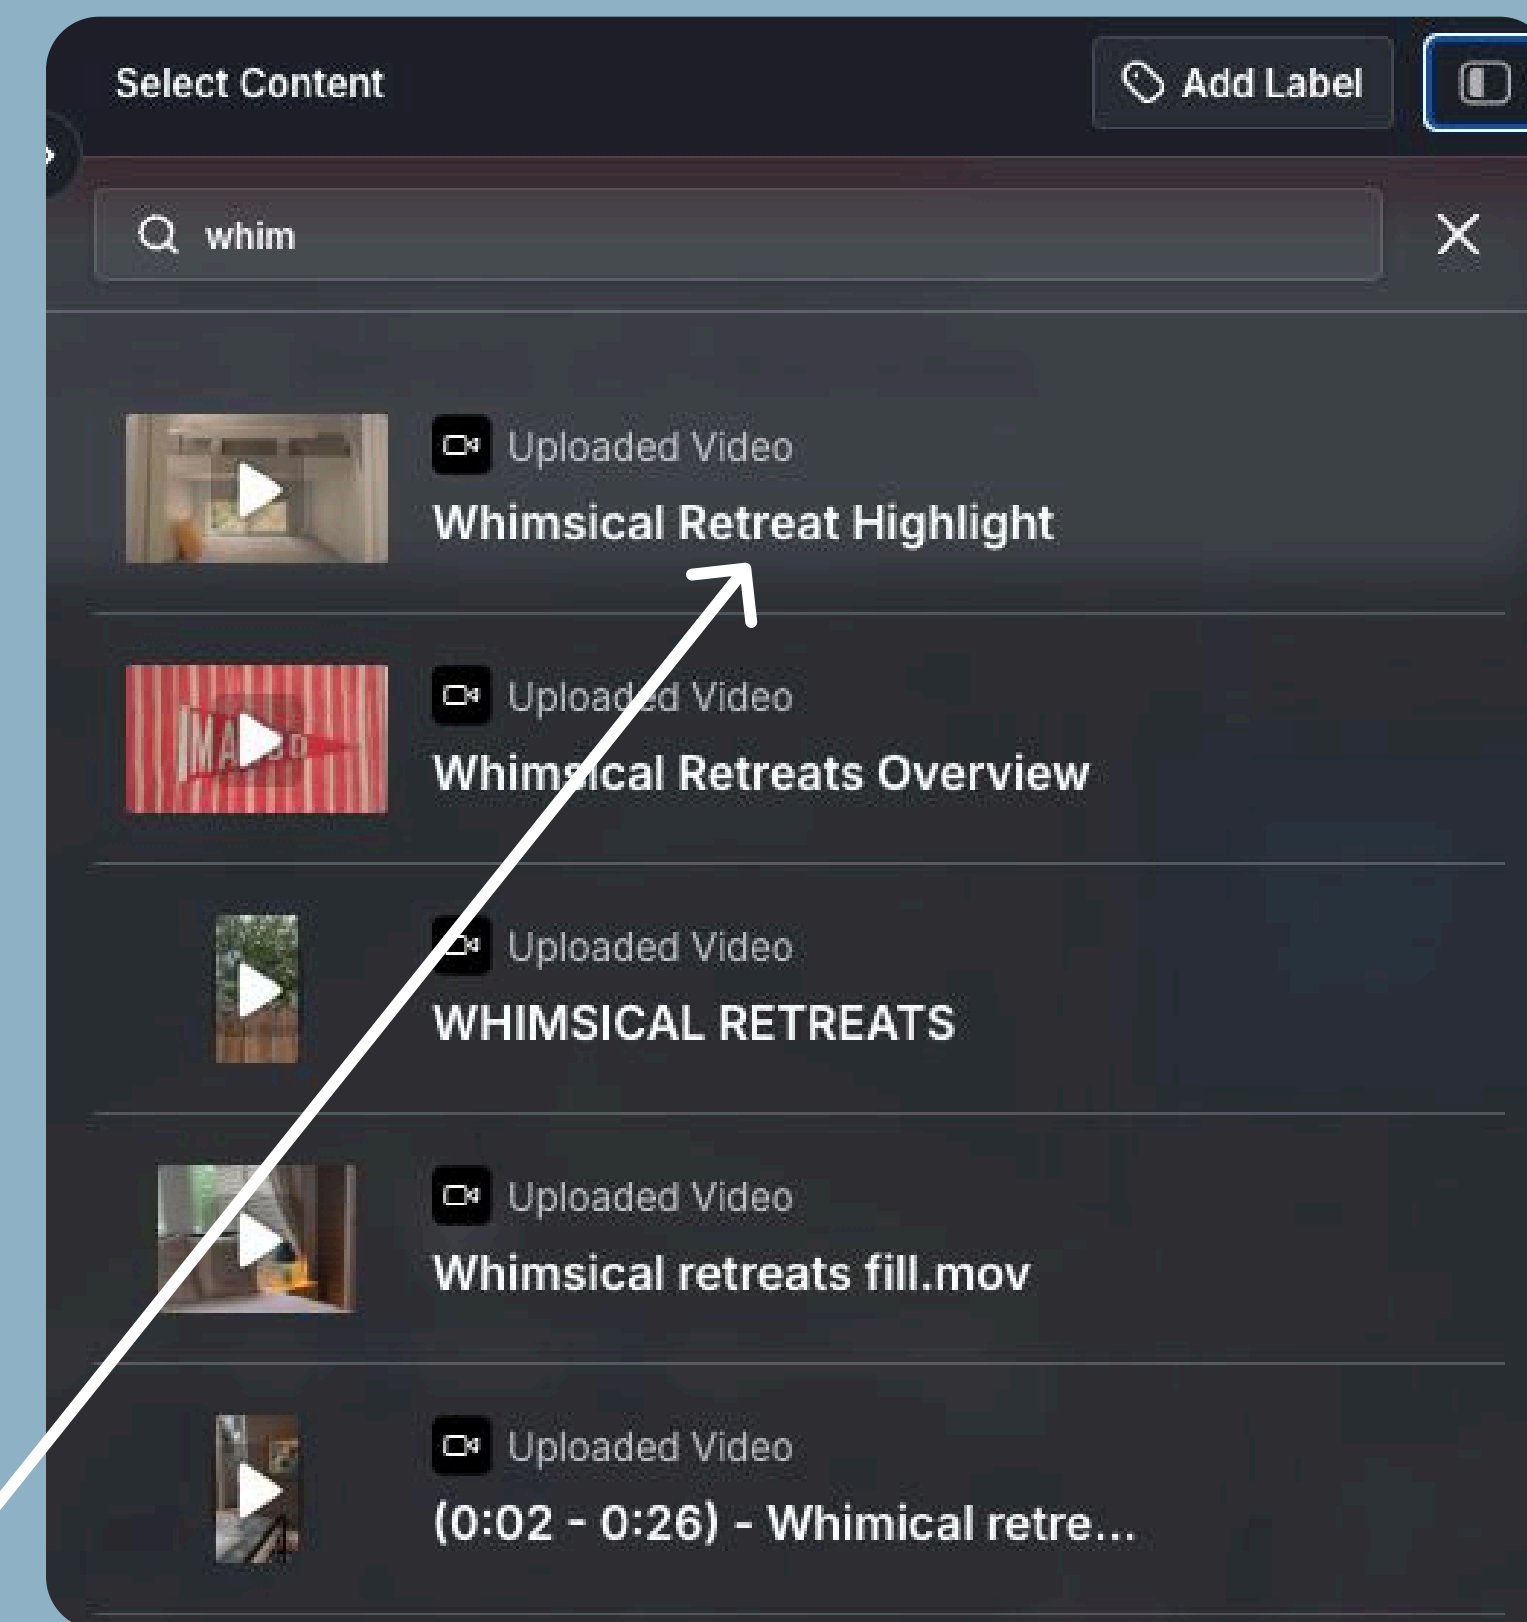 Select Content
Add Label
whim
Uploaded Video
Whimsical Retreat Highlight
Uploaded Video
Whimsical Retreats Overview
Uploaded Video
WHIMSICAL RETREATS
Uploaded Video
Whimsical retreats fill.mov
Uploaded Video
(0:02 - 0:26) - Whimical retre...